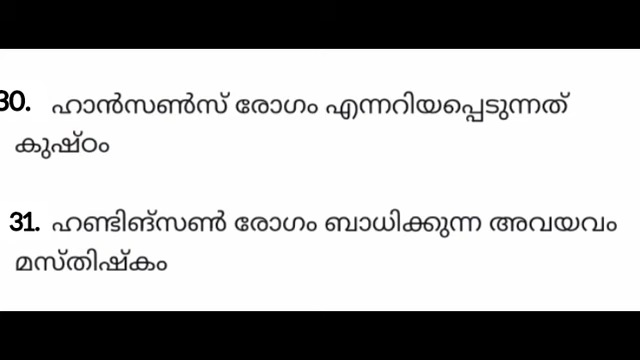 30. ഹാൻസൺസ് രോഗം എന്നറിയപ്പെടുന്നത്
കുഷ്ഠം
31. ഹണ്ടിങ്സൺ രോഗം ബാധിക്കുന്ന അവയവം
മസ്തിഷ്കം